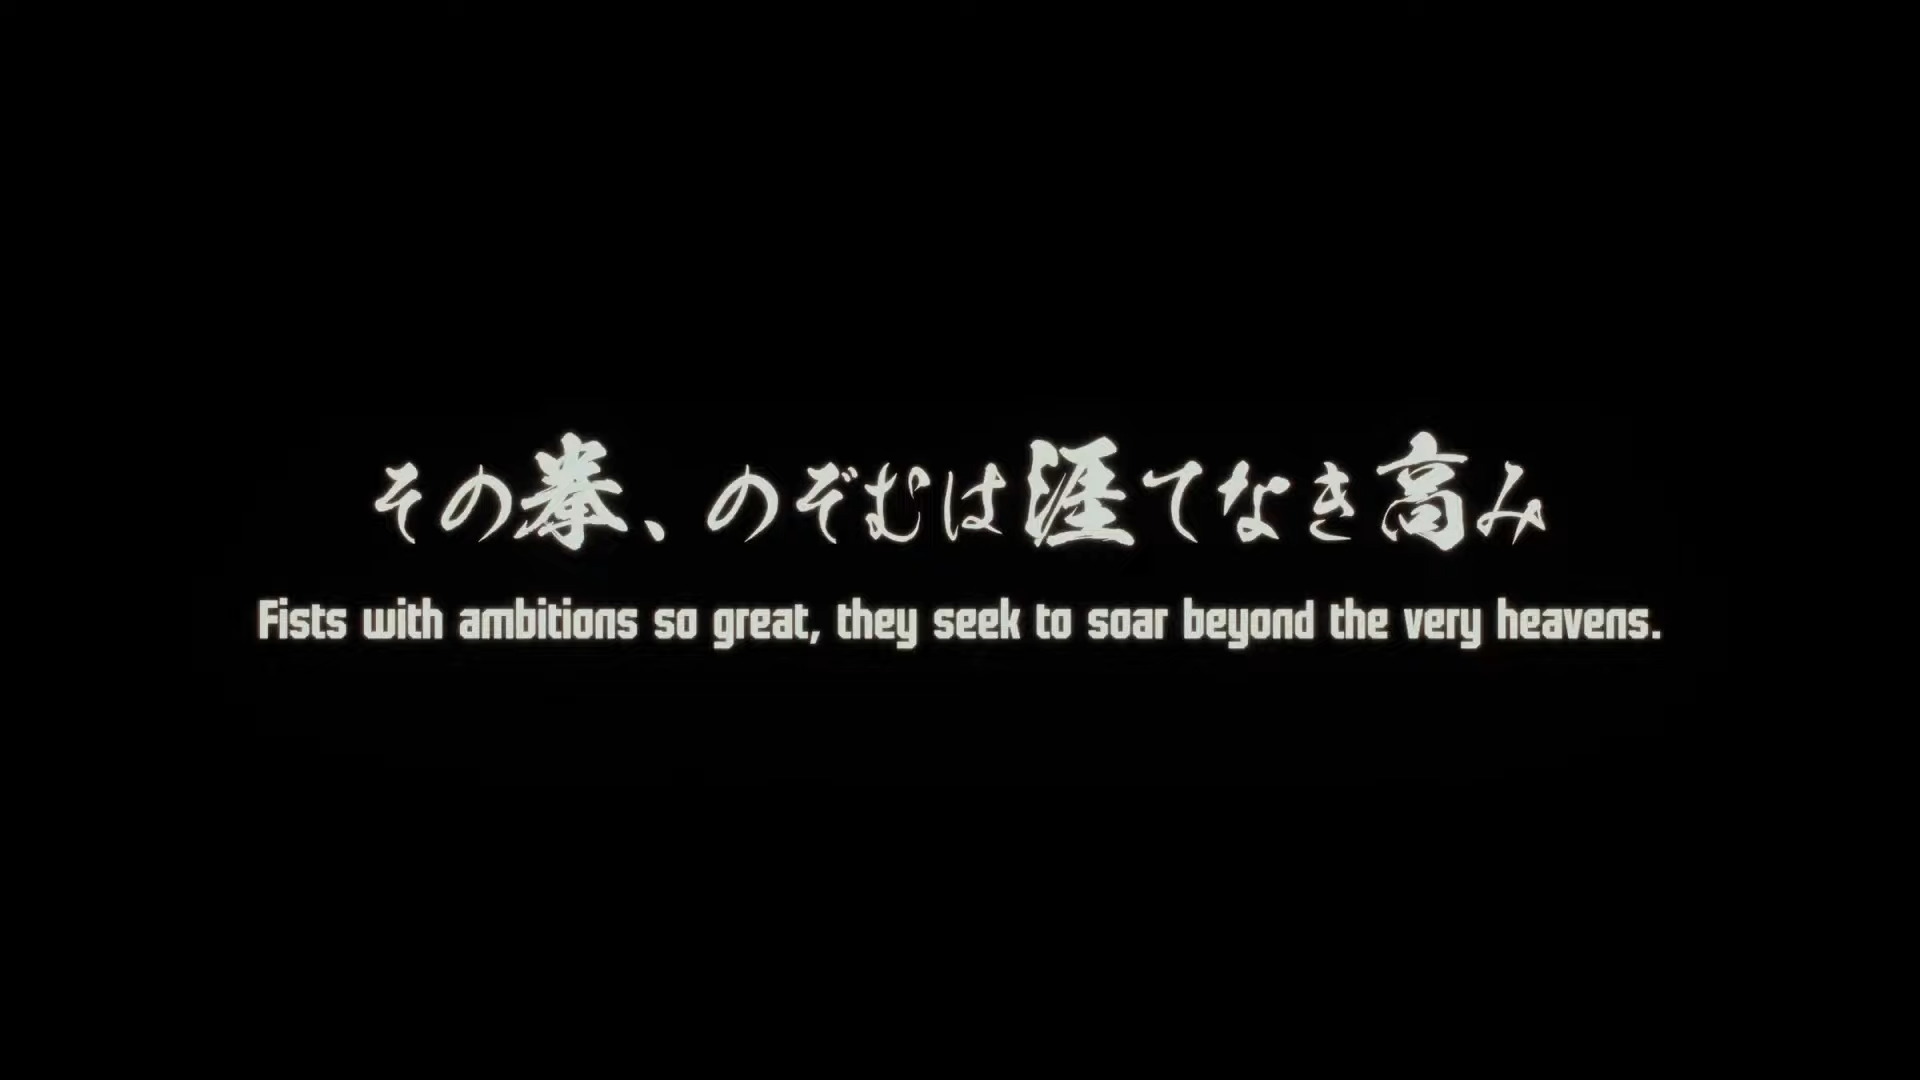 その拳、のぞむは涯てなき高み
Fists with ambitions so great, they seek to soar beyond the very heavens.